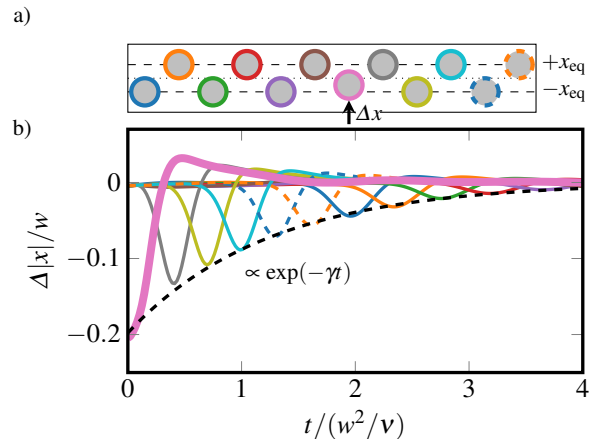 a)
+x_eq
−x_eq
Δx
b)
0
−0.1
−0.2
Δ|x|/w
∝ exp(−γt)
0 1 2 3 4
t/(w²/ν)